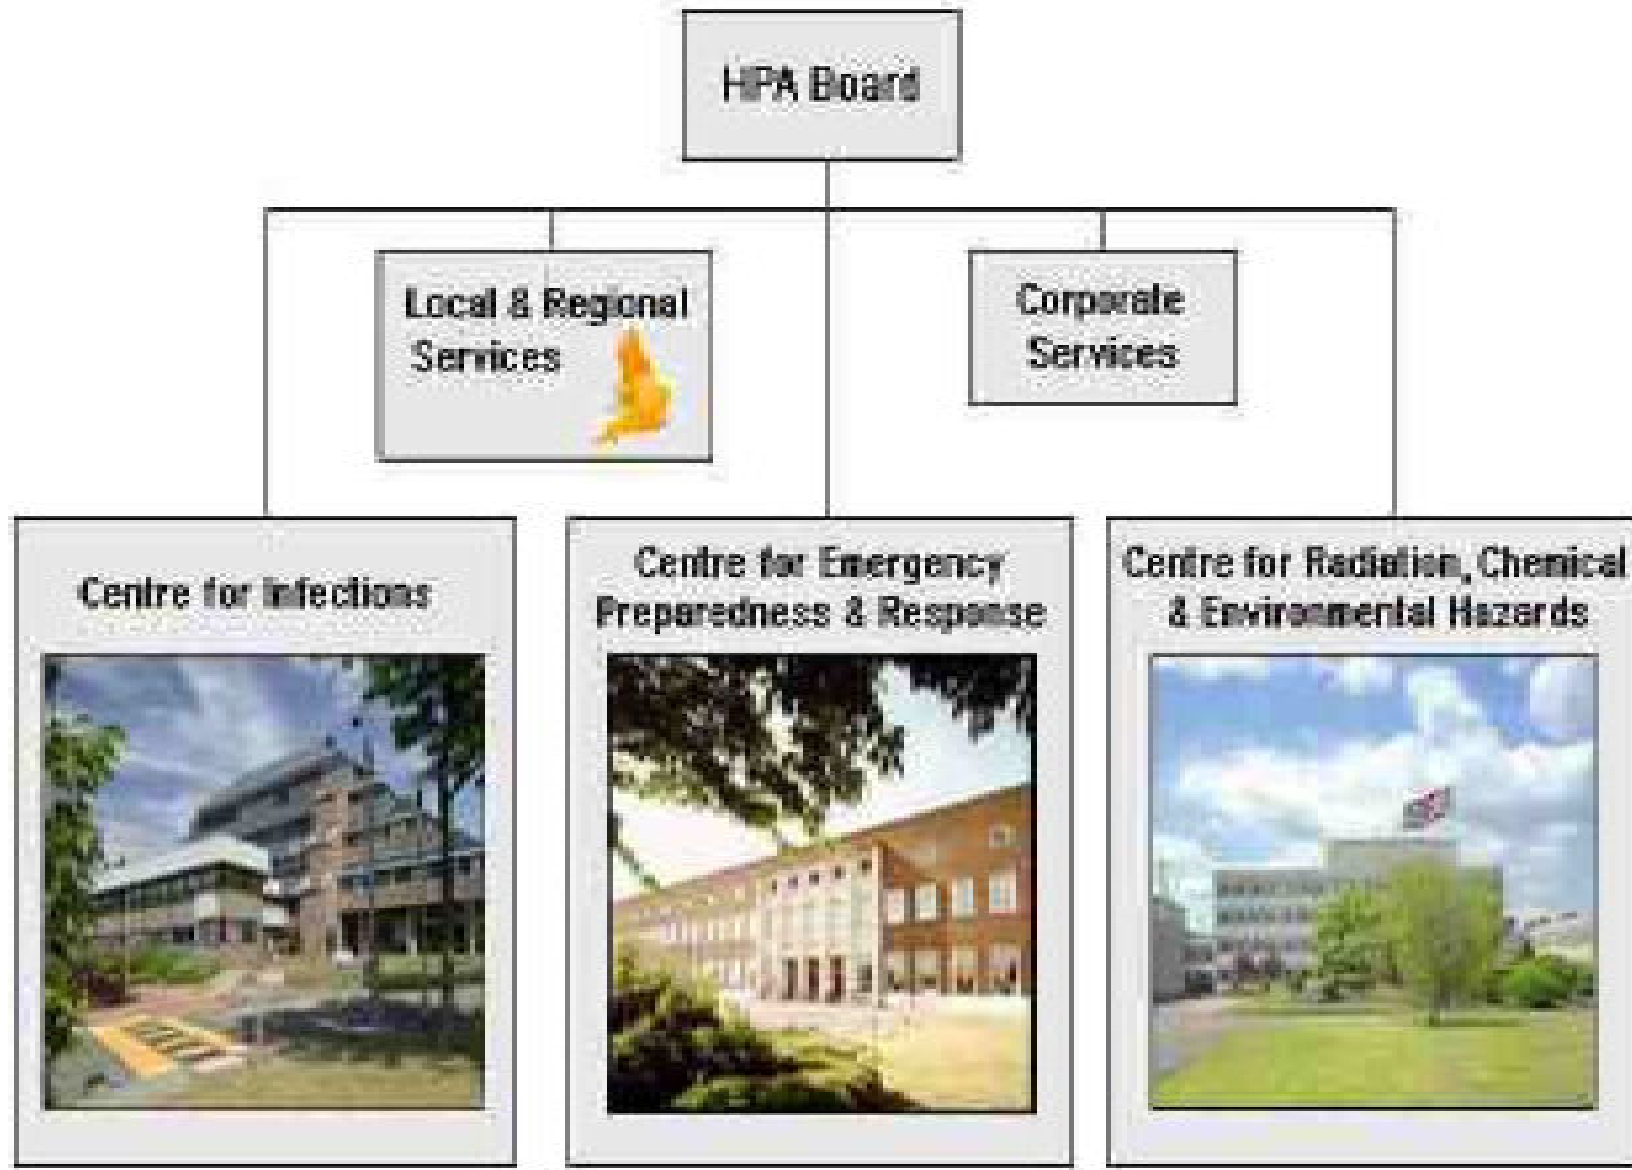 HPA Board
Local & Regional
Services
Corporate
Services
Centre for Infections
Centre for Emergency
Preparedness & Response
Centre for Radiation, Chemical
& Environmental Hazards